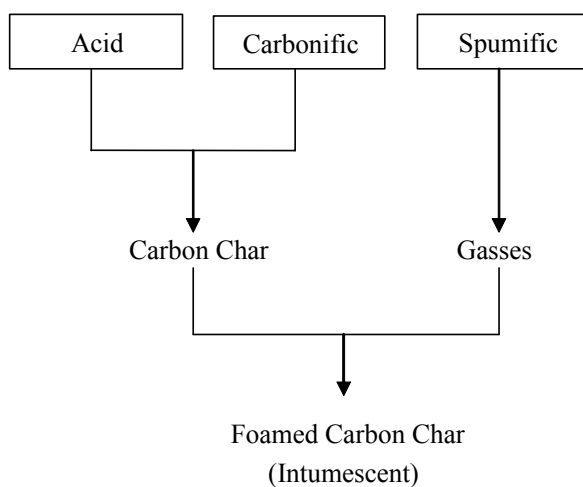 Acid
Carbonific
Spumific
Carbon Char
Gasses
Foamed Carbon Char
(Intumescent)